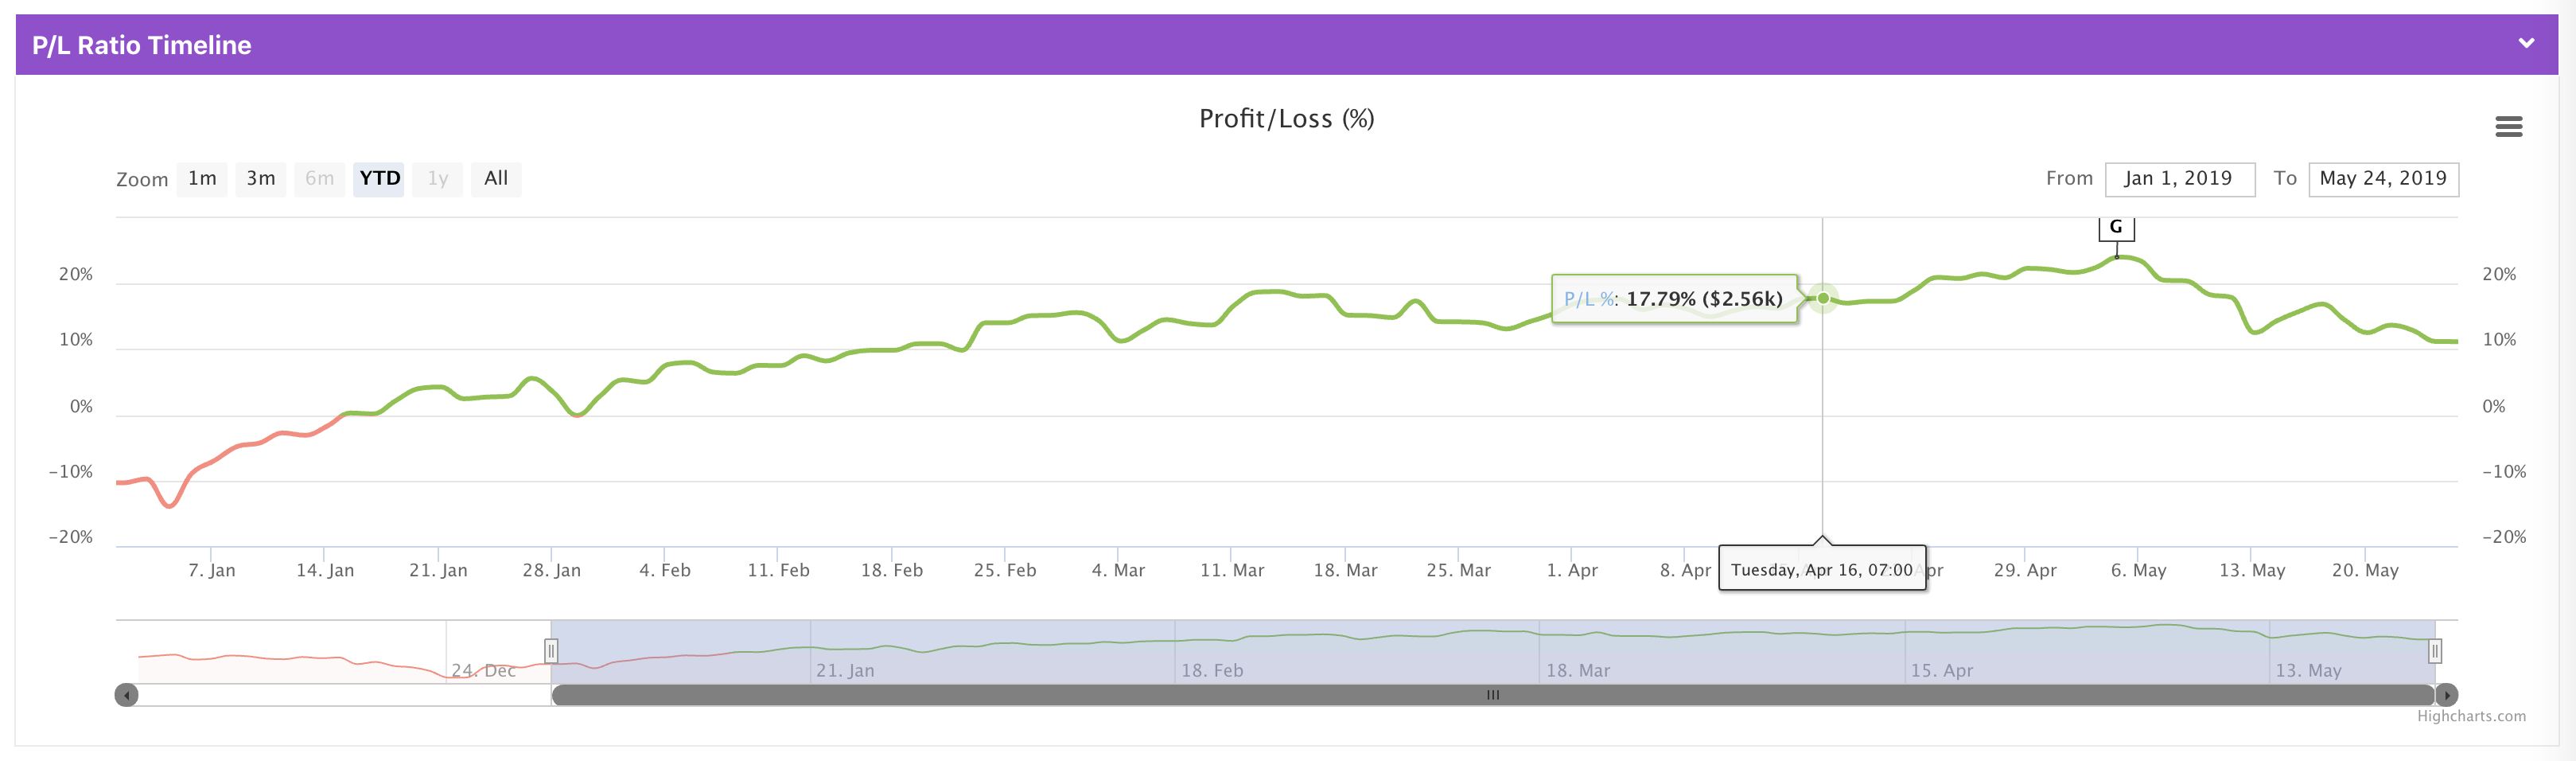 P/L Ratio Timeline
Profit/Loss (%)
Zoom 1m 3m 6m YTD 1y All
From Jan 1, 2019 To May 24, 2019
G
20% 20%
P/L %: 17.79% ($2.56k)
10% 10%
0% 0%
-10% -10%
-20% -20%
7. Jan 14. Jan 21. Jan 28. Jan 4. Feb 11. Feb 18. Feb 25. Feb 4. Mar 11. Mar 18. Mar 25. Mar 1. Apr 8. Apr Tuesday, Apr 16, 07:00 pr 29. Apr 6. May 13. May 20. May
24. Dec 21. Jan 18. Feb 18. Mar 15. Apr 13. May
Highcharts.com